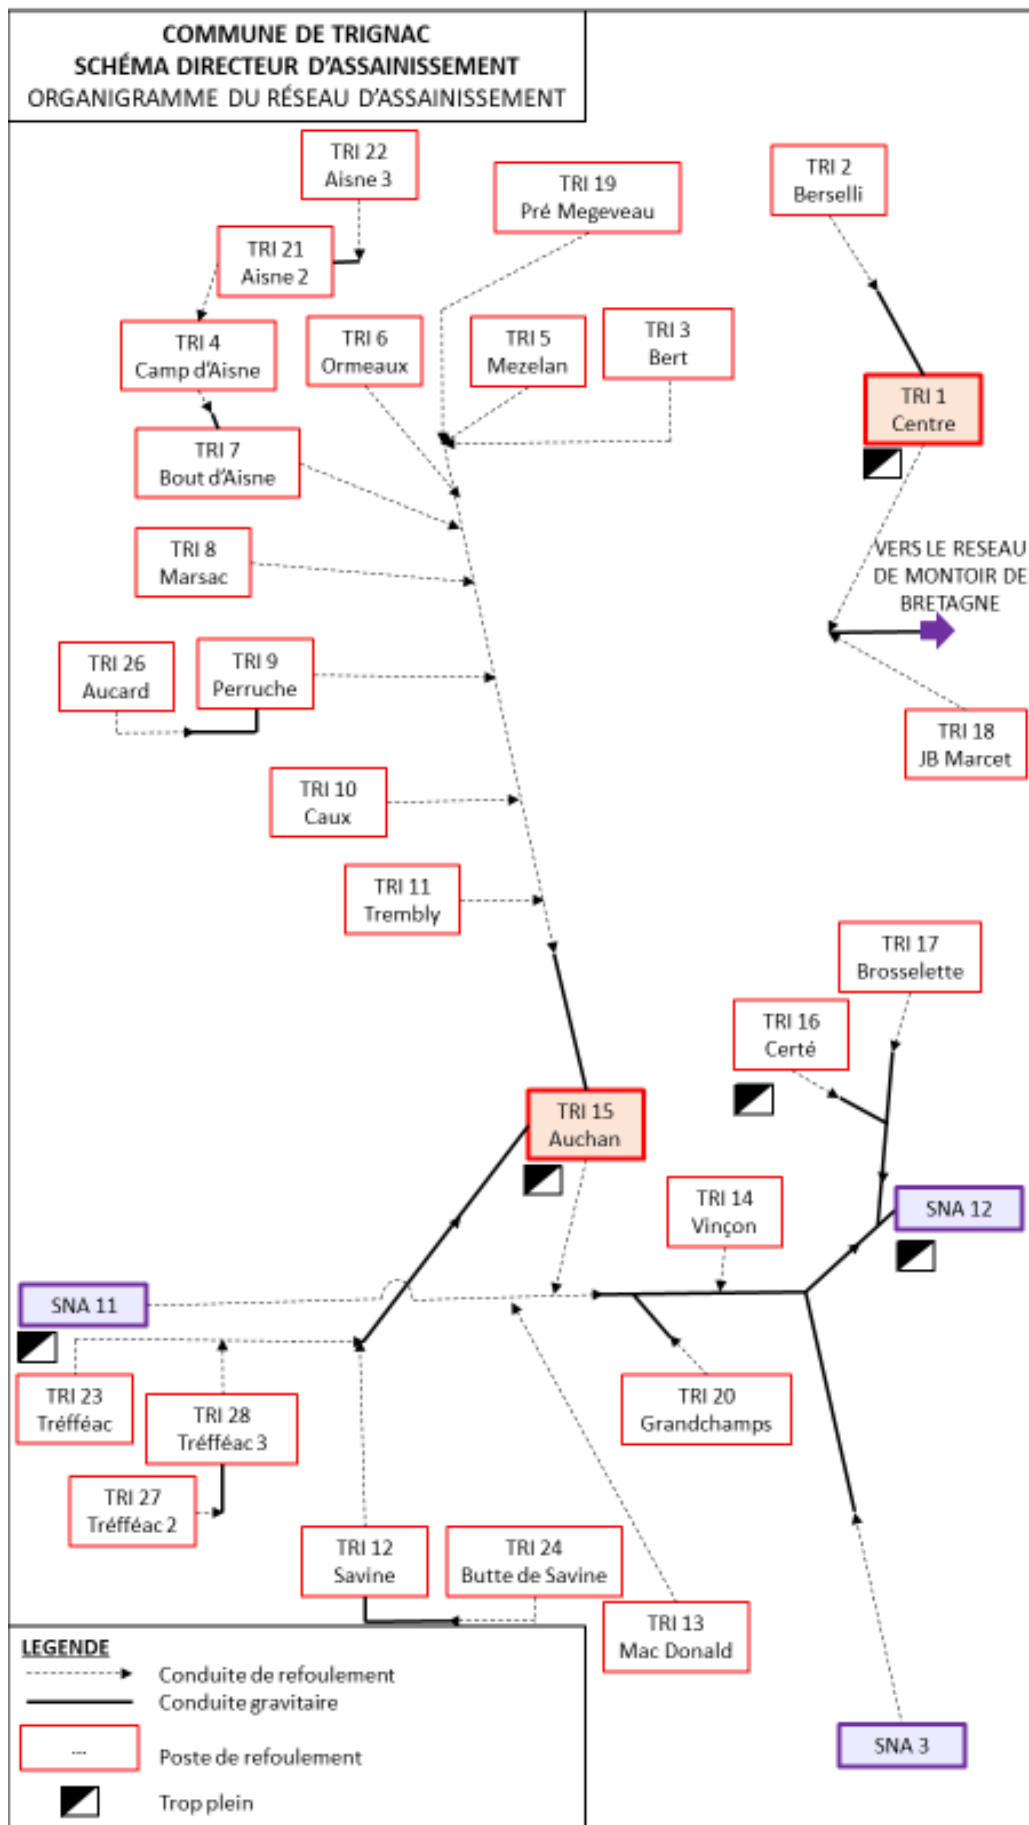 COMMUNE DE TRIGNAC
SCHÉMA DIRECTEUR D'ASSAINISSEMENT
ORGANIGRAMME DU RÉSEAU D'ASSAINISSEMENT
TRI 22
Aisne 3
TRI 19
Pré Megeveau
TRI 2
Berselli
TRI 21
Aisne 2
TRI 4
Camp d'Aisne
TRI 6
Ormeaux
TRI 5
Mezelan
TRI 3
Bert
TRI 1
Centre
TRI 7
Bout d'Aisne
TRI 8
Marsac
VERS LE RESEAU
DE MONTOIR DE
BRETAGNE
TRI 26
Aucard
TRI 9
Perruche
TRI 18
JB Marcet
TRI 10
Caux
TRI 11
Trembly
TRI 17
Brosselette
TRI 16
Certé
TRI 15
Auchan
TRI 14
Vinçon
SNA 12
SNA 11
TRI 23
Tréfféac
TRI 28
Tréfféac 3
TRI 20
Grandchamps
TRI 27
Tréfféac 2
TRI 12
Savine
TRI 24
Butte de Savine
TRI 13
Mac Donald
SNA 3
LEGENDE
Conduite de refoulement
Conduite gravitaire
...
Poste de refoulement
Trop plein